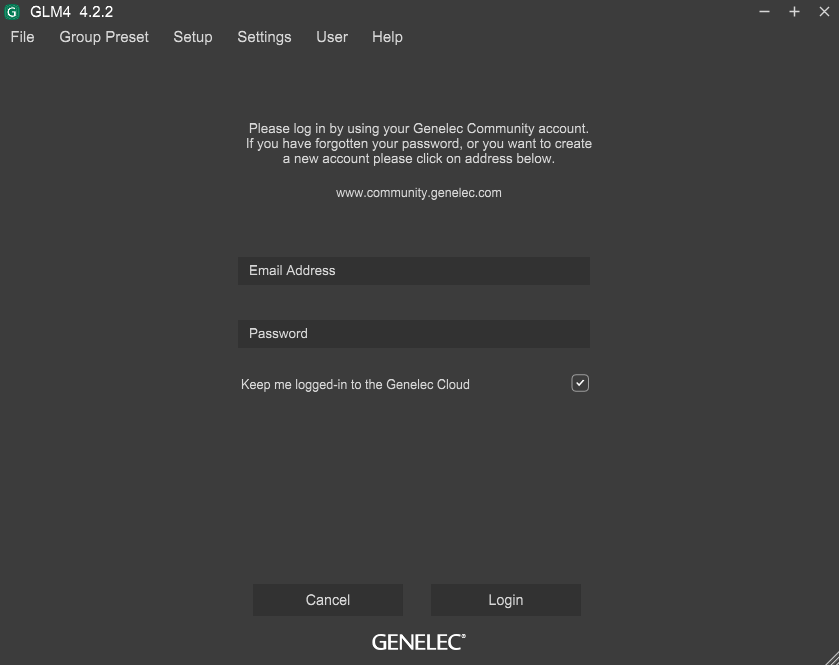 G GLM4 4.2.2
File Group Preset Setup Settings User Help
Please log in by using your Genelec Community account.
If you have forgotten your password, or you want to create
a new account please click on address below.
www.community.genelec.com
Email Address
Password
Keep me logged-in to the Genelec Cloud
Cancel Login
GENELEC®